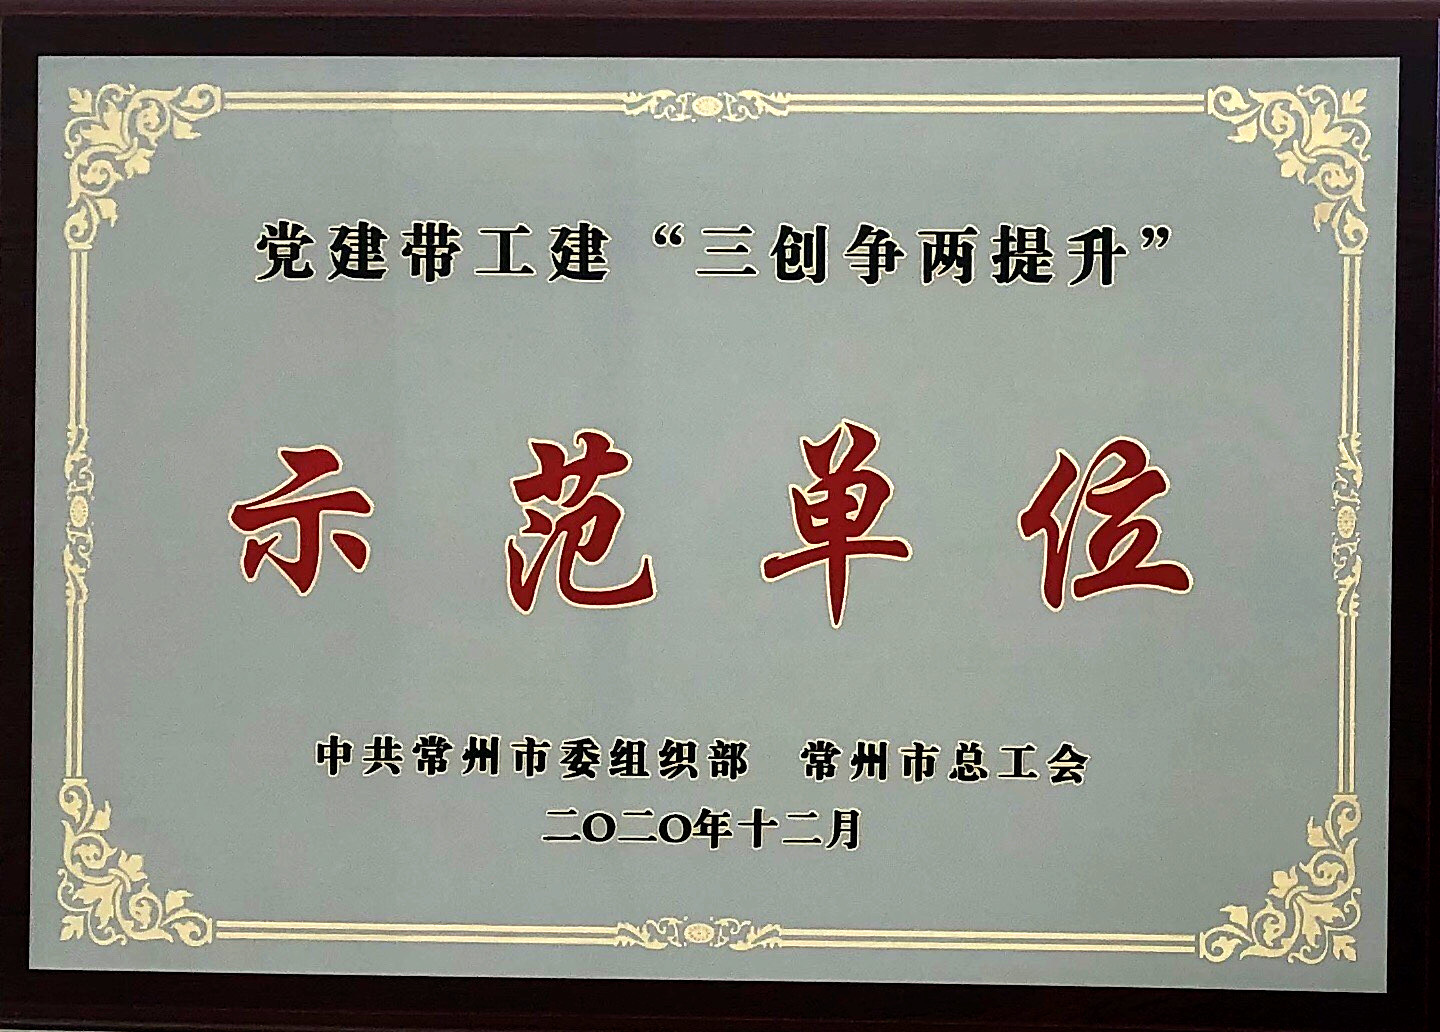 党建带工建“三创争两提升”
示范单位
中共常州市委组织部 常州市总工会
二〇二〇年十二月